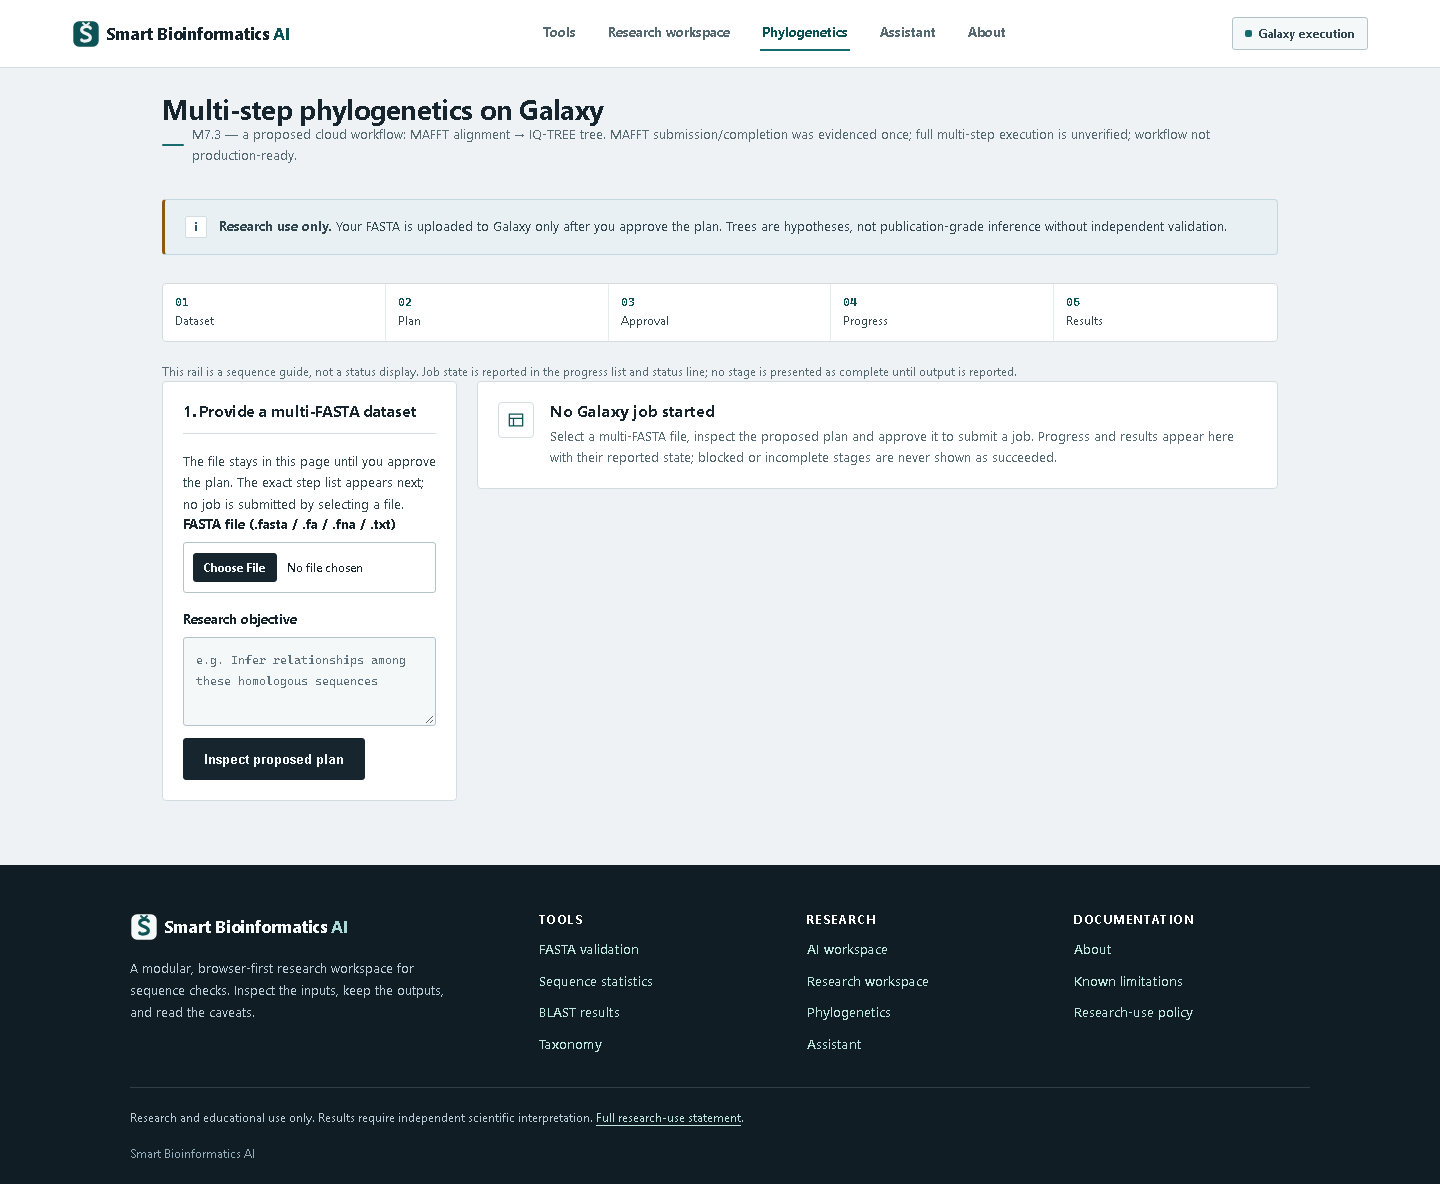 Smart Bioinformatics AI
Tools
Research workspace
Phylogenetics
Assistant
About
Galaxy execution
Multi-step phylogenetics on Galaxy
M7.3 — a proposed cloud workflow: MAFFT alignment → IQ-TREE tree. MAFFT submission/completion was evidenced once; full multi-step execution is unverified; workflow not
production-ready.
i
Research use only. Your FASTA is uploaded to Galaxy only after you approve the plan. Trees are hypotheses, not publication-grade inference without independent validation.
01
Dataset
02
Plan
03
Approval
04
Progress
05
Results
This rail is a sequence guide, not a status display. Job state is reported in the progress list and status line; no stage is presented as complete until output is reported.
1. Provide a multi-FASTA dataset
The file stays in this page until you approve
the plan. The exact step list appears next;
no job is submitted by selecting a file.
FASTA file (.fasta / .fa / .fna / .txt)
Choose File No file chosen
Research objective
e.g. Infer relationships among
these homologous sequences
Inspect proposed plan
No Galaxy job started
Select a multi-FASTA file, inspect the proposed plan and approve it to submit a job. Progress and results appear here
with their reported state; blocked or incomplete stages are never shown as succeeded.
Smart Bioinformatics AI
A modular, browser-first research workspace for
sequence checks. Inspect the inputs, keep the outputs,
and read the caveats.
TOOLS
FASTA validation
Sequence statistics
BLAST results
Taxonomy
RESEARCH
AI workspace
Research workspace
Phylogenetics
Assistant
DOCUMENTATION
About
Known limitations
Research-use policy
Research and educational use only. Results require independent scientific interpretation. Full research-use statement.
Smart Bioinformatics AI